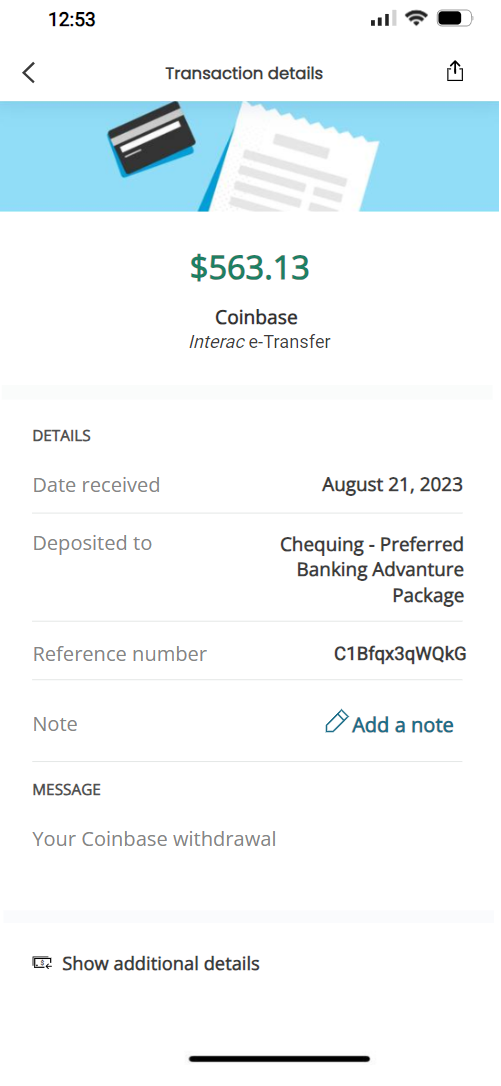 12:53
Transaction details
$563.13
Coinbase
Interac e-Transfer
DETAILS
Date received August 21, 2023
Deposited to Chequing - Preferred
Banking Advanture
Package
Reference number C1Bfqx3qWQkG
Note Add a note
MESSAGE
Your Coinbase withdrawal
Show additional details